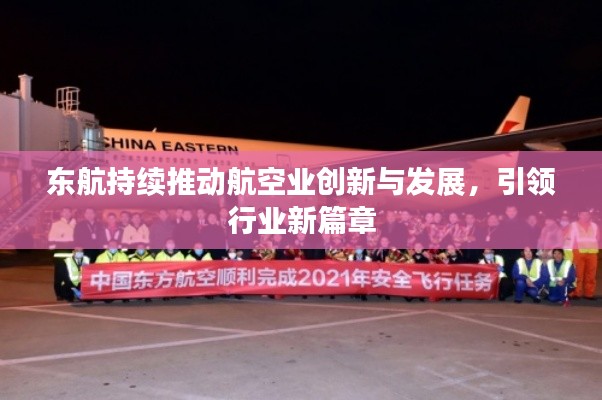 CHINA EASTERN
东航持续推动航空业创新与发展，引领
行业新篇章
中国东方航空顺利完成2021年安全飞行任务